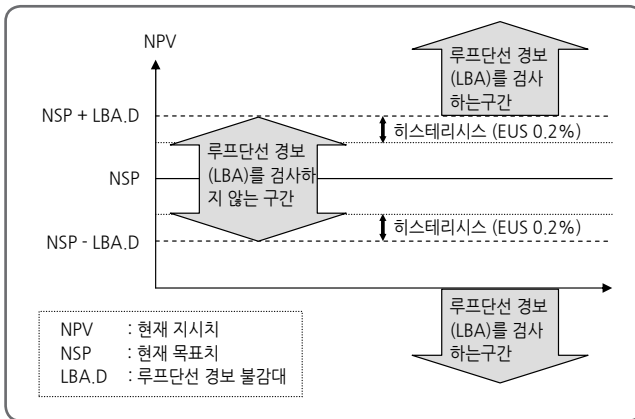 NPV
루프단선 경보
(LBA)를 검사
하는구간
NSP + LBA.D
히스테리시스 (EUS 0.2%)
루프단선 경보
(LBA)를 검사하
지 않는 구간
NSP
히스테리시스 (EUS 0.2%)
NSP - LBA.D
루프단선 경보
(LBA)를 검사
하는구간
NPV : 현재 지시치
NSP : 현재 목표치
LBA.D : 루프단선 경보 불감대